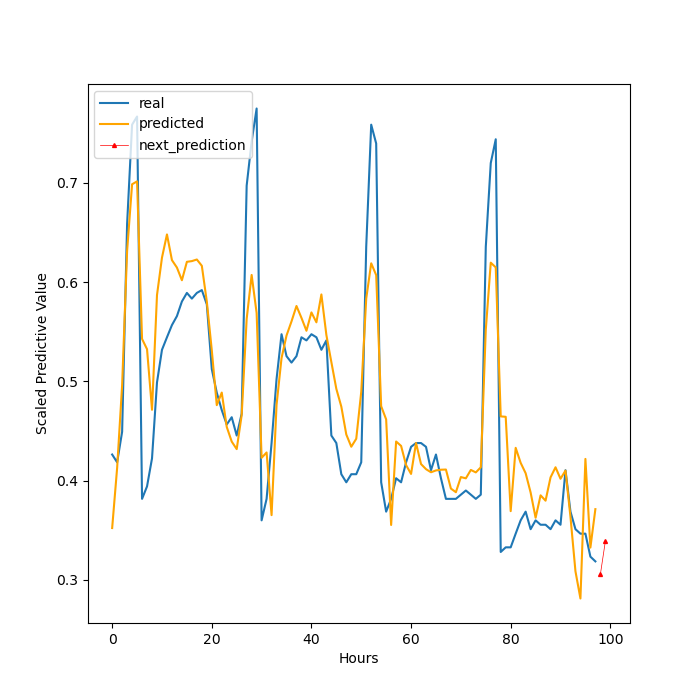 real
predicted
next_prediction
0.7
0.6
0.5
0.4
0.3
Scaled Predictive Value
0 20 40 60 80 100
Hours